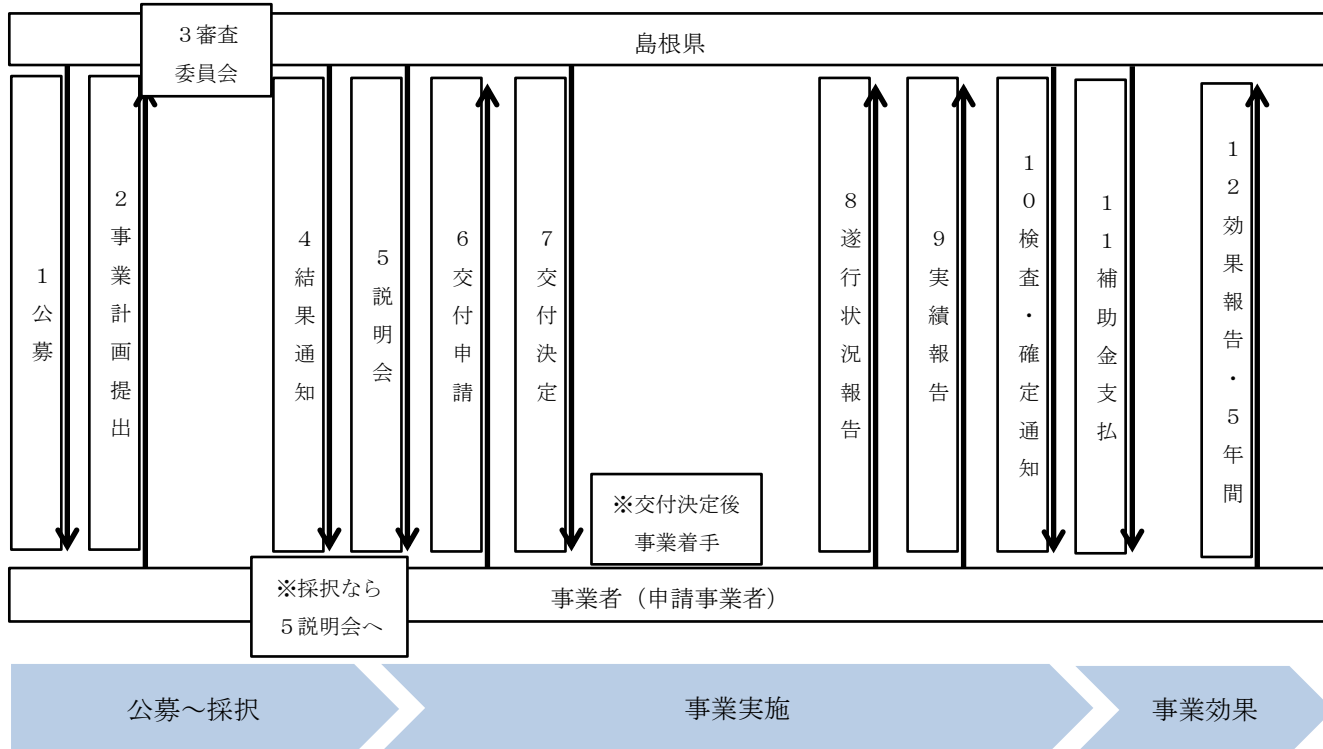 島根県
３審査
委員会
１公募
２事業計画提出
４結果通知
５説明会
６交付申請
７交付決定
８遂行状況報告
９実績報告
１０検査・確定通知
１１補助金支払
１２効果報告・５年間
※交付決定後
事業着手
事業者（申請事業者）
※採択なら
５説明会へ
公募～採択
事業実施
事業効果